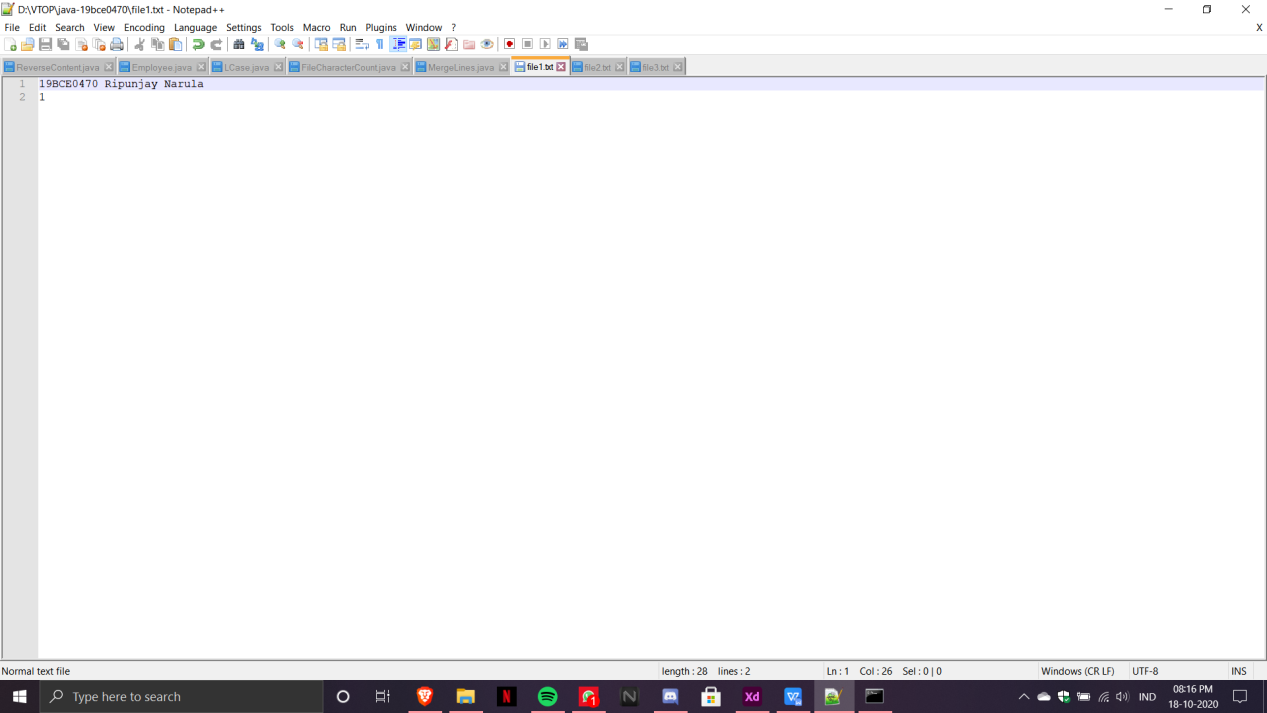 D:\VTOP\java-19bce0470\file1.txt - Notepad++
File Edit Search View Encoding Language Settings Tools Macro Run Plugins Window ? X
ReverseContent.java Employee.java LCase.java FileCharacterCount.java MergeLines.java file1.txt file2.txt file3.txt
1 19BCE0470 Ripunjay Narula
2 1
Normal text file length : 28 lines : 2 Ln : 1 Col : 26 Sel : 0 | 0 Windows (CR LF) UTF-8 INS
Type here to search N 1 N Xd IND 08:16 PM
18-10-2020